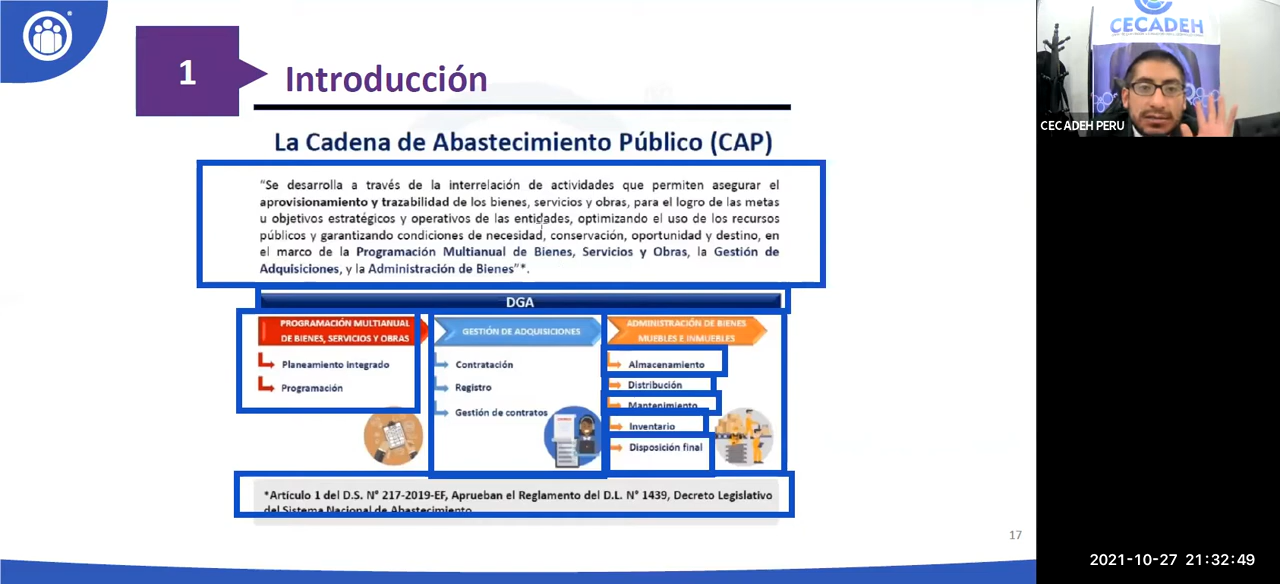 1
Introducción
La Cadena de Abastecimiento Público (CAP)
"Se desarrolla a través de la interrelación de actividades que permiten asegurar el
aprovisionamiento y trazabilidad de los bienes, servicios y obras, para el logro de las metas
u objetivos estratégicos y operativos de las entidades, optimizando el uso de los recursos
públicos y garantizando condiciones de necesidad, conservación, oportunidad y destino, en
el marco de la Programación Multianual de Bienes, Servicios y Obras, la Gestión de
Adquisiciones, y la Administración de Bienes"*.
DGA
PROGRAMACIÓN MULTIANUAL
DE BIENES, SERVICIOS Y OBRAS
Planeamiento integrado
Programación
GESTIÓN DE ADQUISICIONES
Contratación
Registro
Gestión de contratos
ADMINISTRACIÓN DE BIENES
MUEBLES E INMUEBLES
Almacenamiento
Distribución
Mantenimiento
Inventario
Disposición final
*Artículo 1 del D.S. N° 217-2019-EF, Aprueban el Reglamento del D.L. N° 1439, Decreto Legislativo
del Sistema Nacional de Abastecimiento
17
CECADEH
CECADEH PERU
2021-10-27 21:32:49